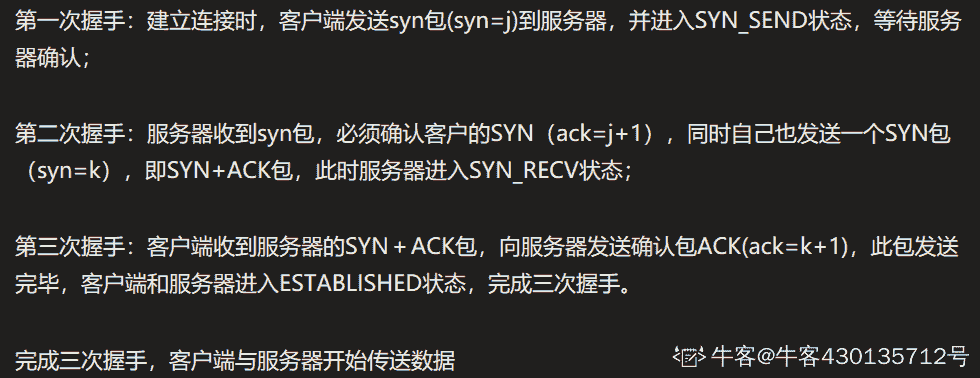 第一次握手：建立连接时，客户端发送syn包(syn=j)到服务器，并进入SYN_SEND状态，等待服务
器确认；
第二次握手：服务器收到syn包，必须确认客户的SYN（ack=j+1），同时自己也发送一个SYN包
（syn=k），即SYN+ACK包，此时服务器进入SYN_RECV状态；
第三次握手：客户端收到服务器的SYN＋ACK包，向服务器发送确认包ACK(ack=k+1)，此包发送
完毕，客户端和服务器进入ESTABLISHED状态，完成三次握手。
完成三次握手，客户端与服务器开始传送数据
牛客@牛客430135712号